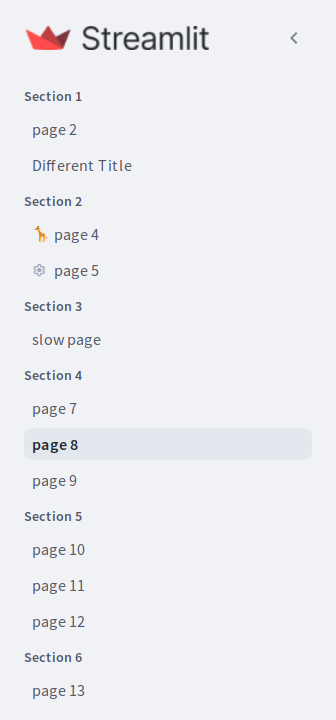 Streamlit
Section 1
page 2
Different Title
Section 2
page 4
page 5
Section 3
slow page
Section 4
page 7
page 8
page 9
Section 5
page 10
page 11
page 12
Section 6
page 13